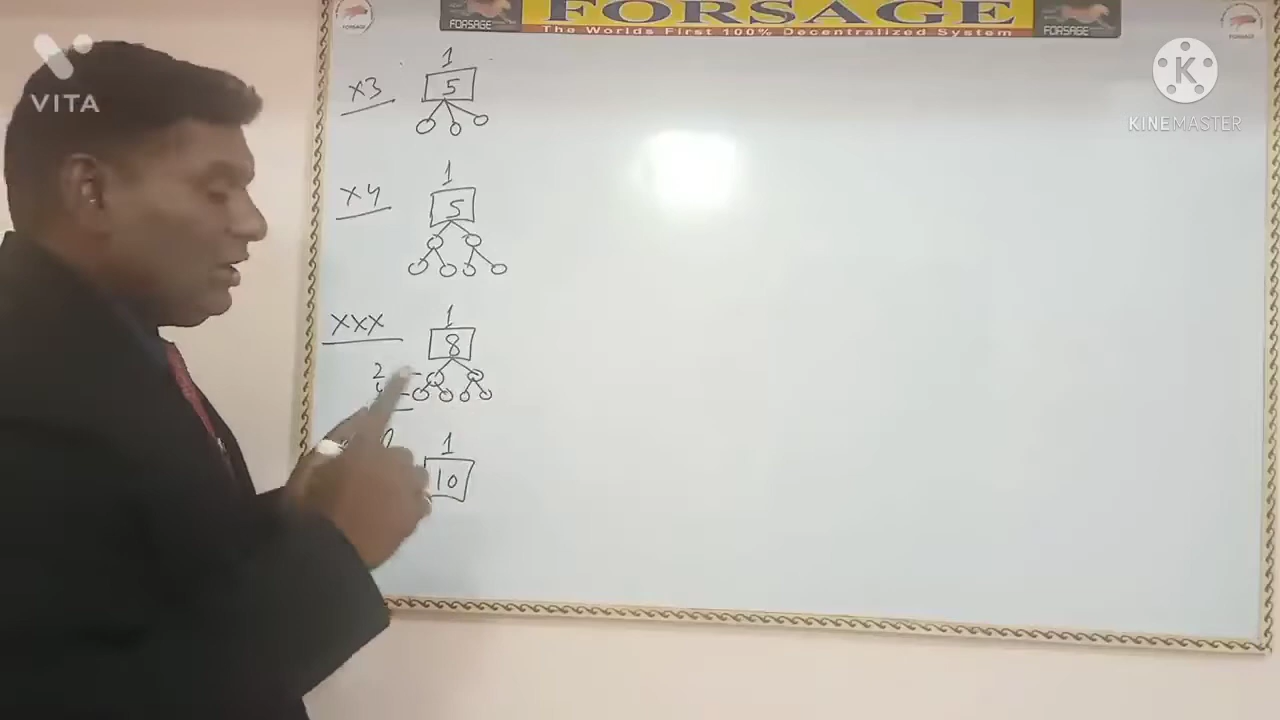 FORSAGE
The Worlds First 100% Decentralized System
FORSAGE
FORSAGE
VITA
KINEMASTER
x3
1
5
x4
1
5
xxx
1
8
2
1
10